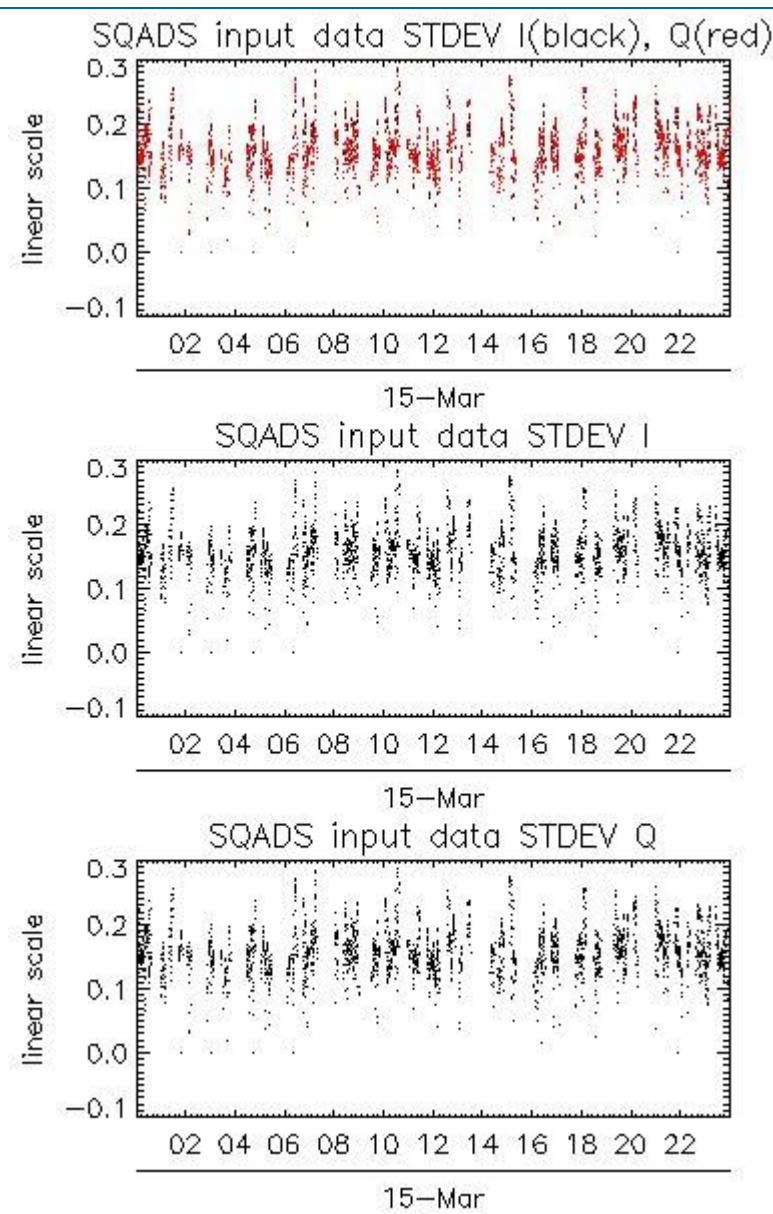 SQADS input data STDEV I(black), Q(red)
0.3
0.2
0.1
0.0
−0.1
linear scale
02 04 06 08 10 12 14 16 18 20 22
15−Mar
SQADS input data STDEV I
0.3
0.2
0.1
0.0
−0.1
linear scale
02 04 06 08 10 12 14 16 18 20 22
15−Mar
SQADS input data STDEV Q
0.3
0.2
0.1
0.0
−0.1
linear scale
02 04 06 08 10 12 14 16 18 20 22
15−Mar